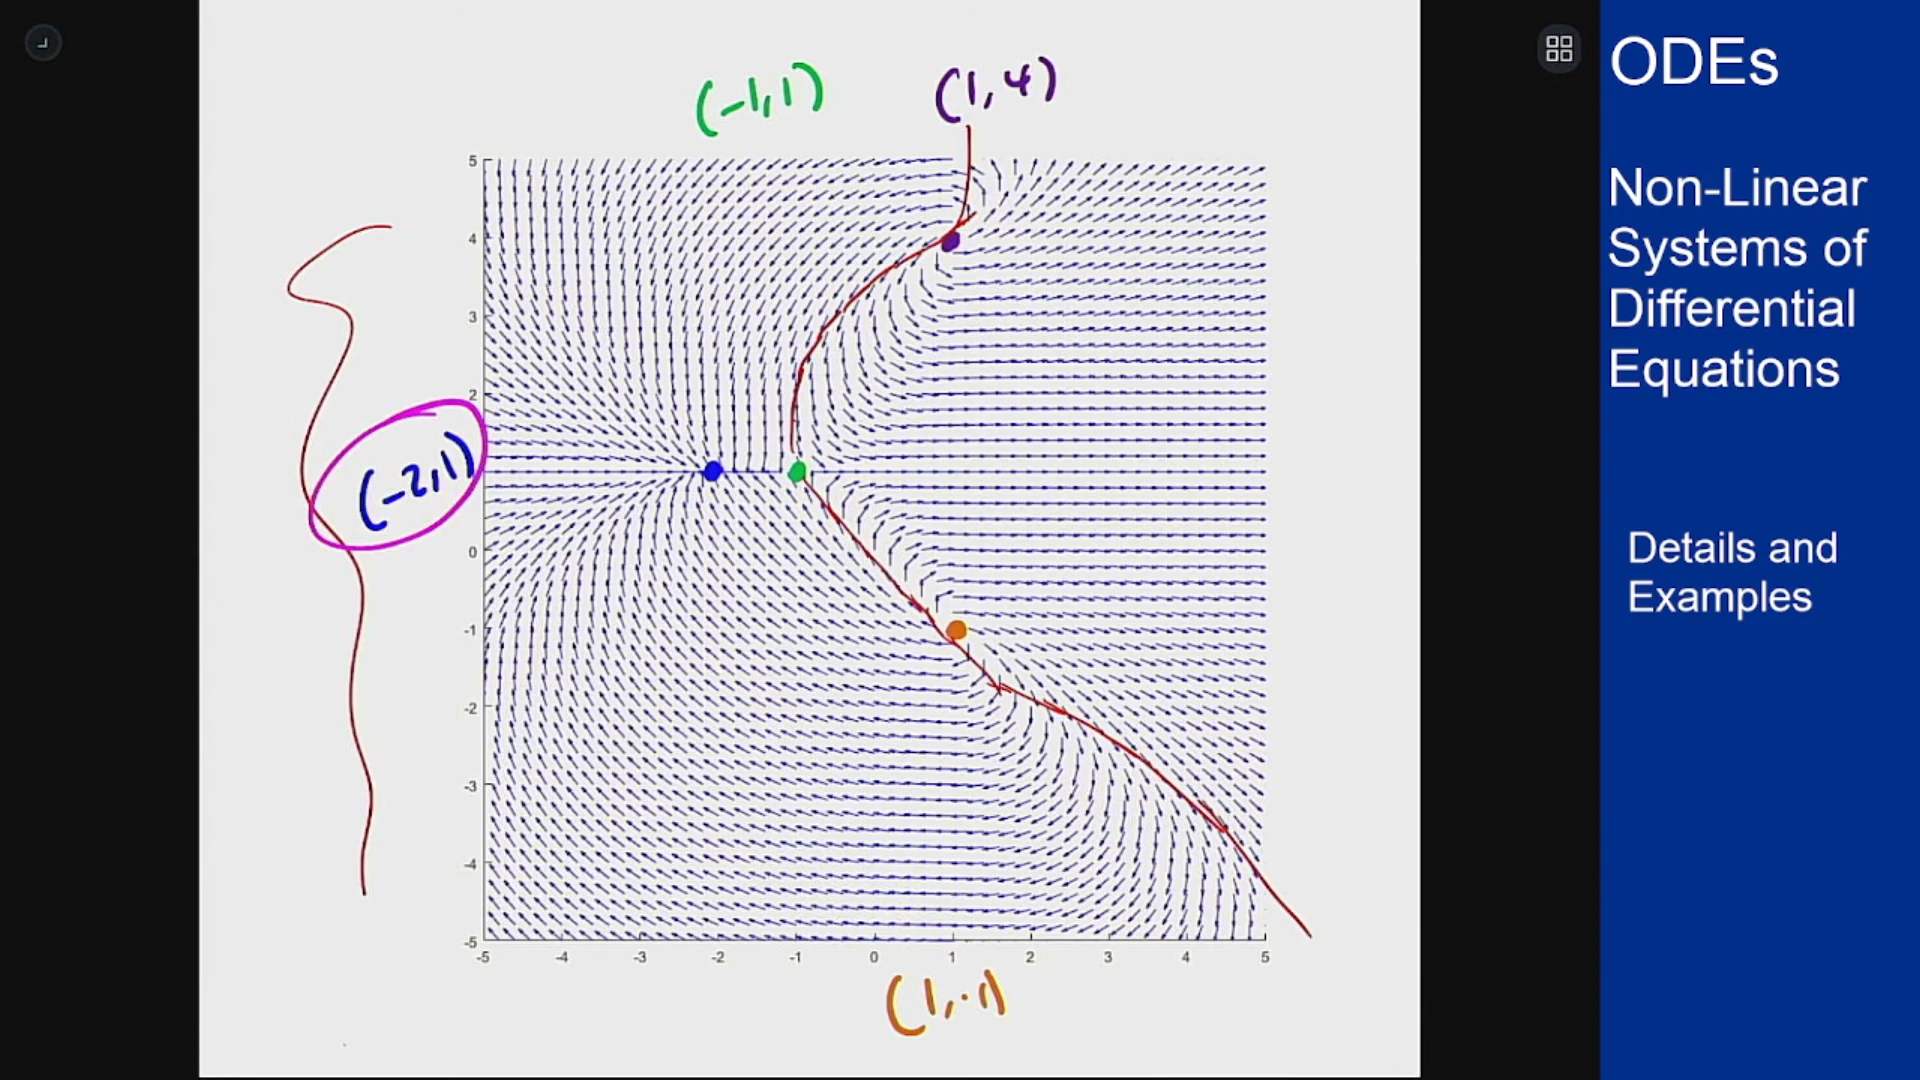 ODEs
(-1,1)
(1,4)
Non-Linear
Systems of
Differential
Equations
5
4
3
2
(-2,1)
0
-1
-2
-3
-4
-5
-5 -4 -3 -2 -1 0 1 2 3 4 5
(1,-1)
Details and
Examples